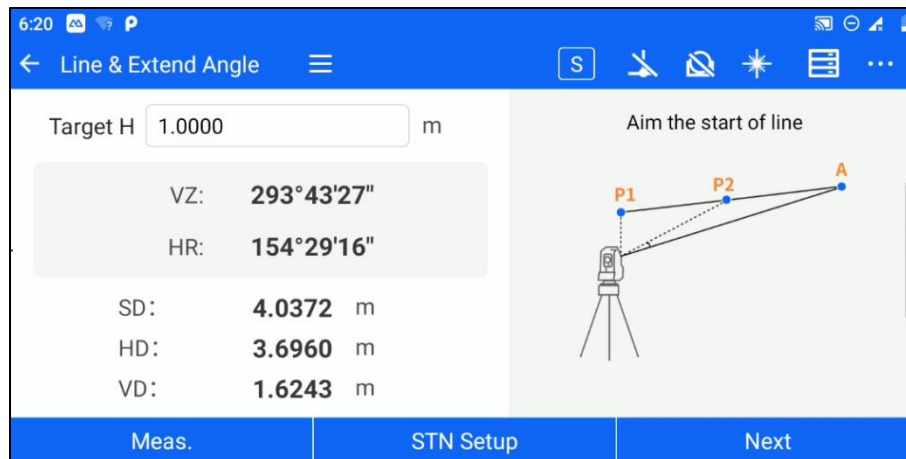 6:20
Line & Extend Angle
S
Target H 1.0000 m
VZ: 293°43'27"
HR: 154°29'16"
SD: 4.0372 m
HD: 3.6960 m
VD: 1.6243 m
Aim the start of line
P1 P2 A
Meas. STN Setup Next